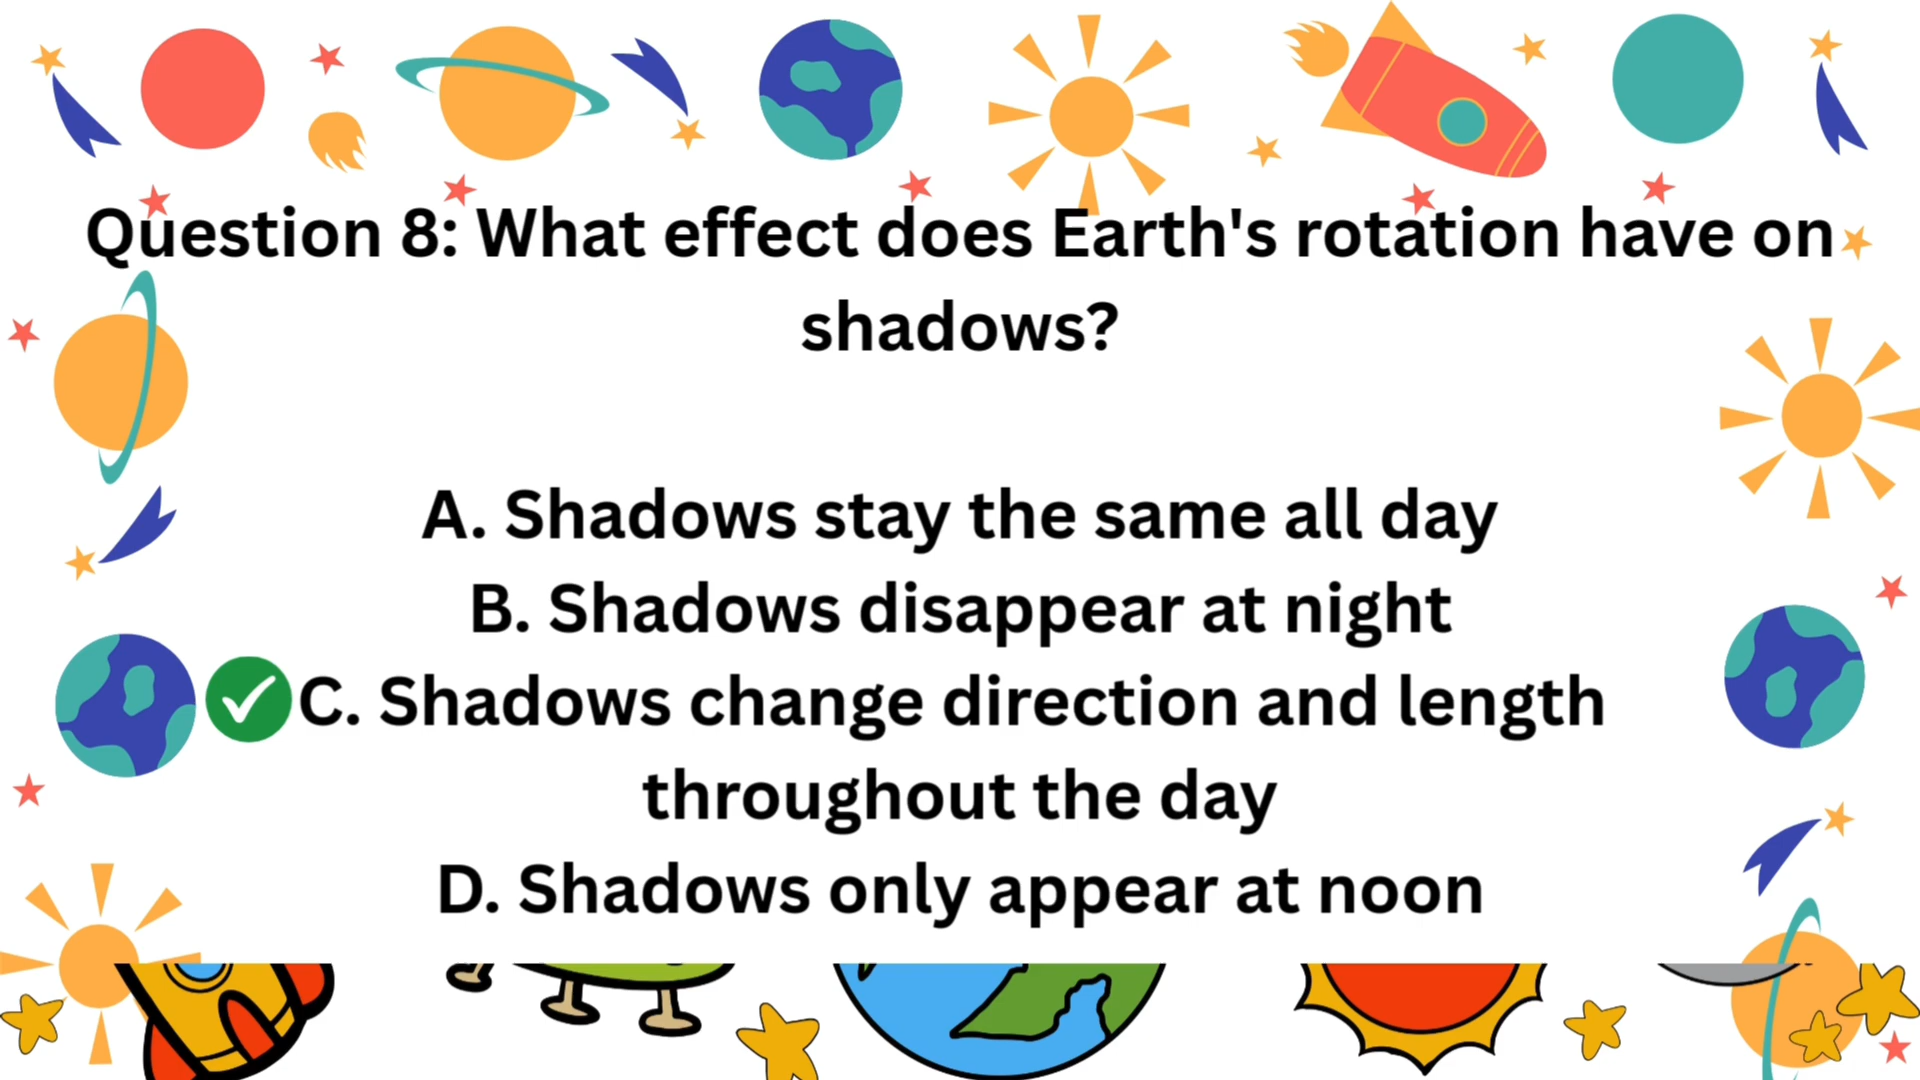 Question 8: What effect does Earth's rotation have on
shadows?
A. Shadows stay the same all day
B. Shadows disappear at night
C. Shadows change direction and length
throughout the day
D. Shadows only appear at noon